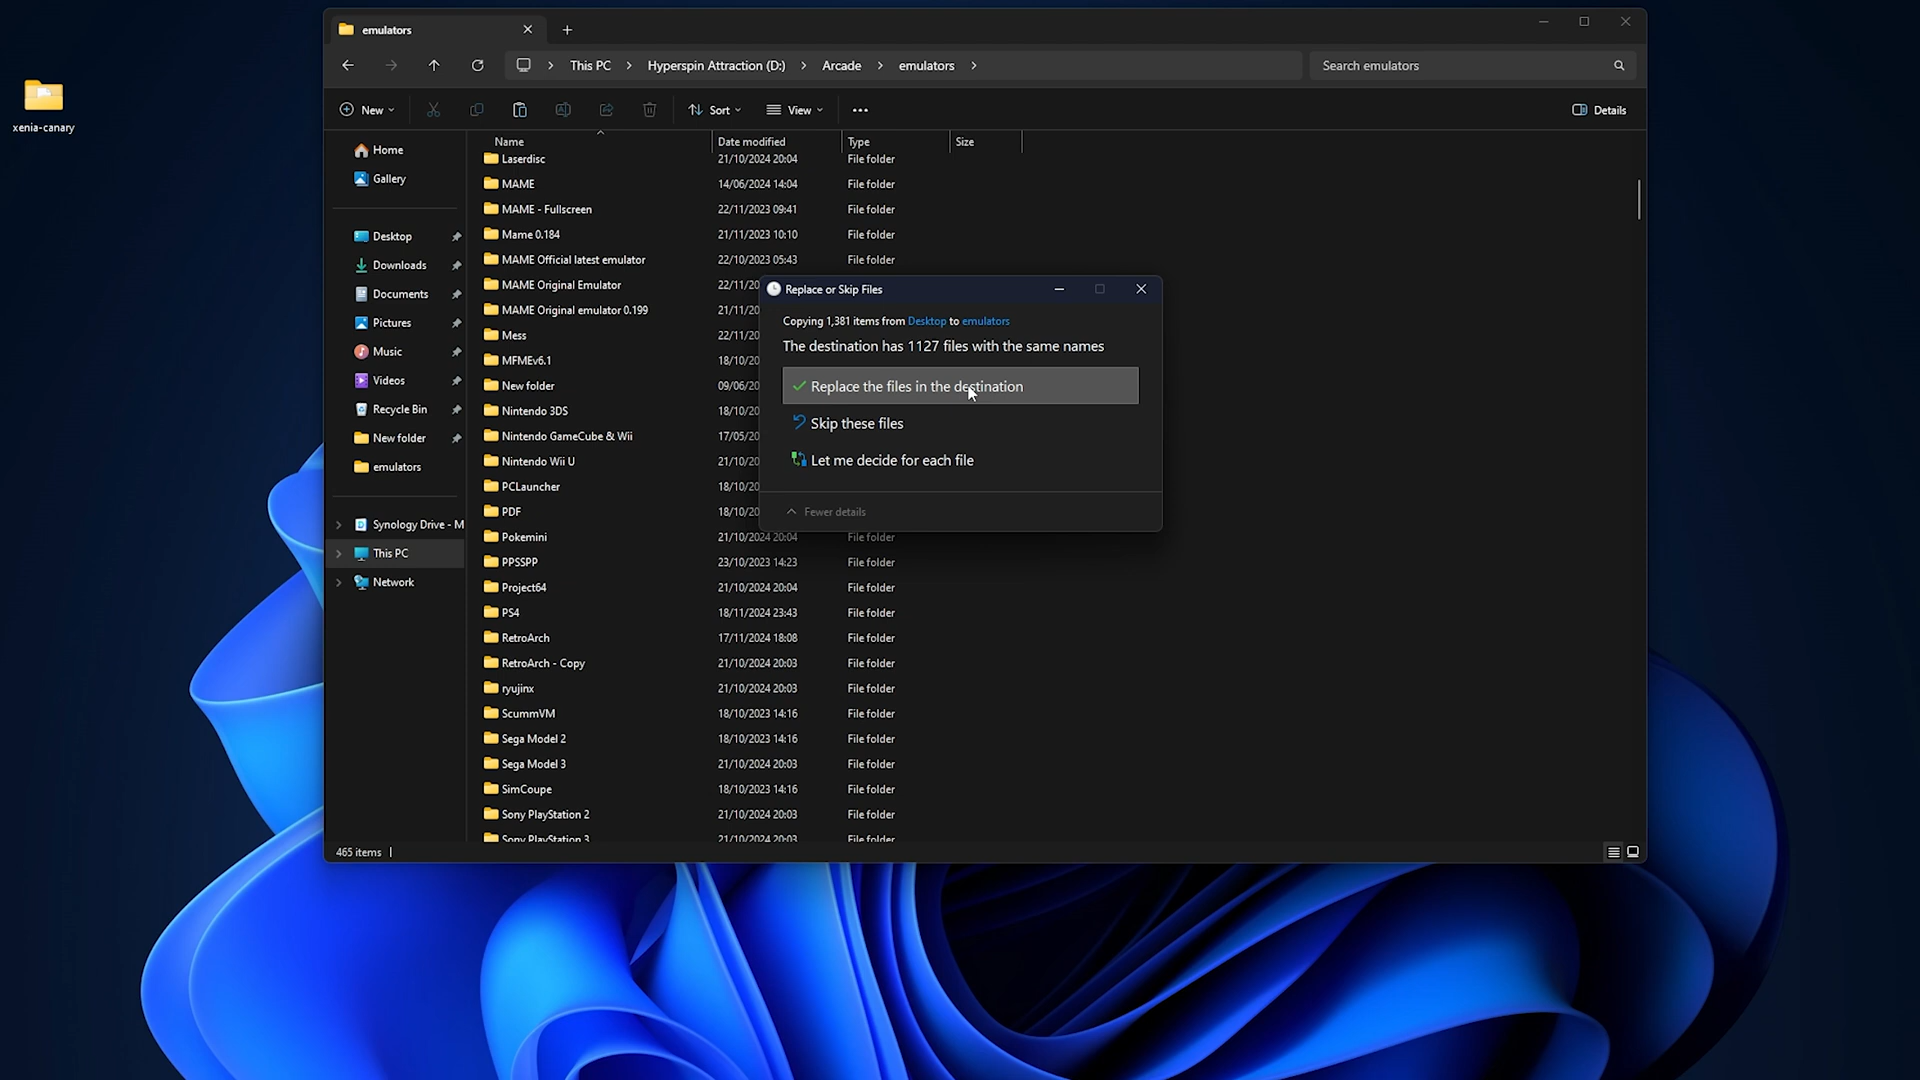 xenia-canary
emulators
This PC
Hyperspin Attraction (D:)
Arcade
emulators
Search emulators
New
Sort
View
Details
Home
Gallery
Desktop
Downloads
Documents
Pictures
Music
Videos
Recycle Bin
New folder
emulators
Synology Drive - M
This PC
Network
Name Date modified Type Size
Laserdisc 21/10/2024 20:04 File folder
MAME 14/06/2024 14:04 File folder
MAME - Fullscreen 22/11/2023 09:41 File folder
Mame 0.184 21/11/2023 10:10 File folder
MAME Official latest emulator 22/10/2023 05:43 File folder
MAME Original Emulator 22/11/20
MAME Original emulator 0.199 21/11/20
Mess 22/11/20
MFMEv6.1 18/10/20
New folder 09/06/20
Nintendo 3DS 18/10/20
Nintendo GameCube & Wii 17/05/20
Nintendo Wii U 21/10/20
PCLauncher 18/10/20
PDF 18/10/20
Pokemini 21/10/2024 20:04 File folder
PPSSPP 23/10/2023 14:23 File folder
Project64 21/10/2024 20:04 File folder
PS4 18/11/2024 23:43 File folder
RetroArch 17/11/2024 18:08 File folder
RetroArch - Copy 21/10/2024 20:03 File folder
ryujinx 21/10/2024 20:03 File folder
ScummVM 18/10/2023 14:16 File folder
Sega Model 2 18/10/2023 14:16 File folder
Sega Model 3 21/10/2024 20:03 File folder
SimCoupe 18/10/2023 14:16 File folder
Sony PlayStation 2 21/10/2024 20:03 File folder
Sony PlayStation 3 21/10/2024 20:03 File folder
465 items
Replace or Skip Files
Copying 1,381 items from Desktop to emulators
The destination has 1127 files with the same names
Replace the files in the destination
Skip these files
Let me decide for each file
Fewer details